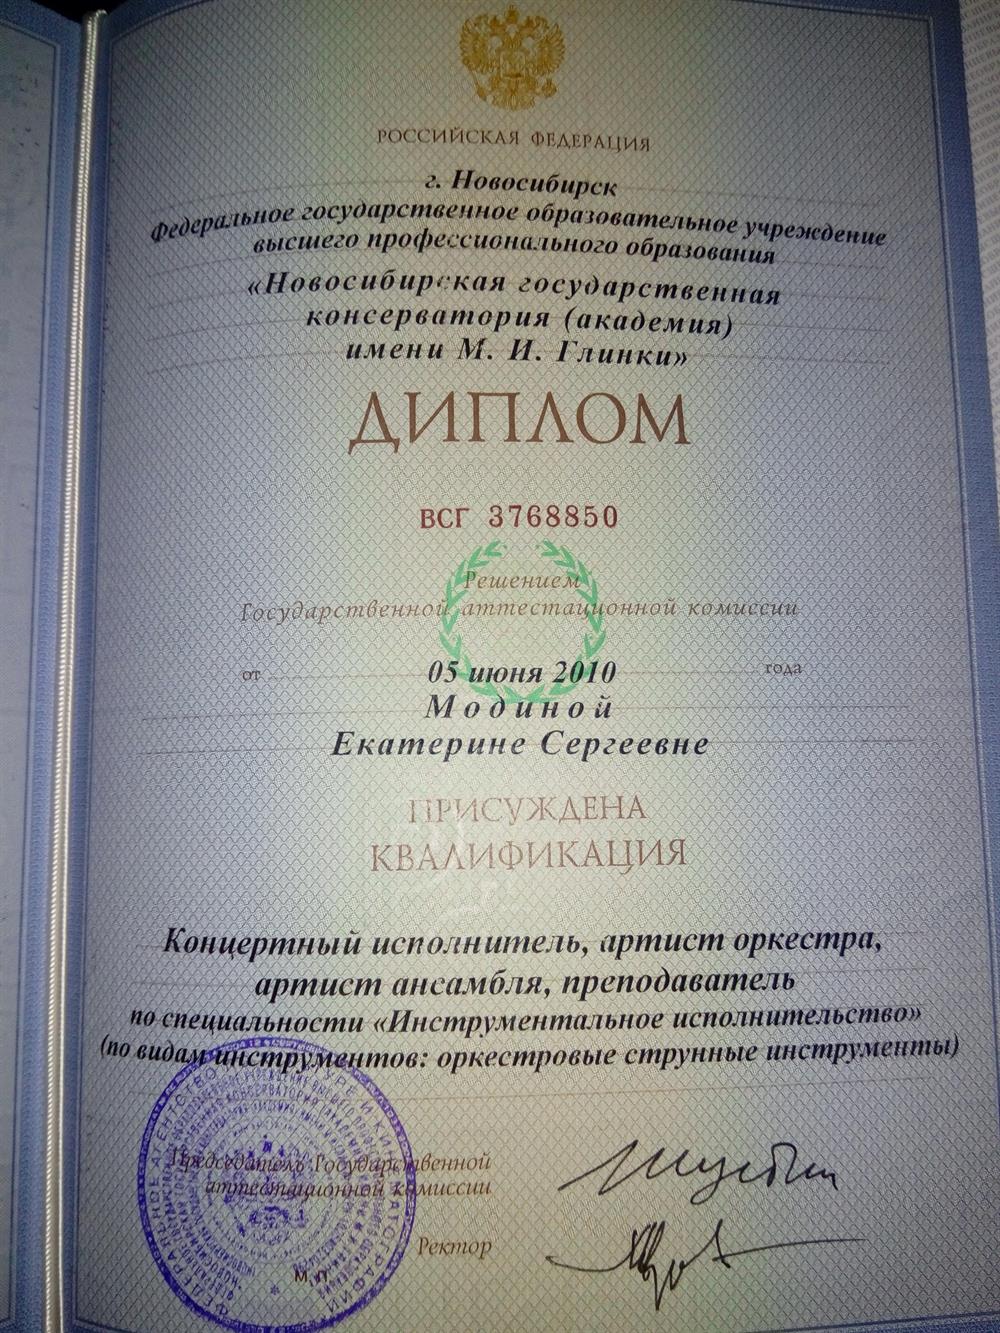 РОССИЙСКАЯ ФЕДЕРАЦИЯ
г. Новосибирск
Федеральное государственное образовательное учреждение
высшего профессионального образования
«Новосибирская государственная
консерватория (академия)
имени М. И. Глинки»
ДИПЛОМ
ВСГ 3768850
Решением
Государственной аттестационной комиссии
от 05 июня 2010 года
Модиной
Екатерине Сергеевне
ПРИСУЖДЕНА
КВАЛИФИКАЦИЯ
Концертный исполнитель, артист оркестра,
артист ансамбля, преподаватель
по специальности «Инструментальное исполнительство»
(по видам инструментов: оркестровые струнные инструменты)
Председатель Государственной
аттестационной комиссии
Ректор
М.П.